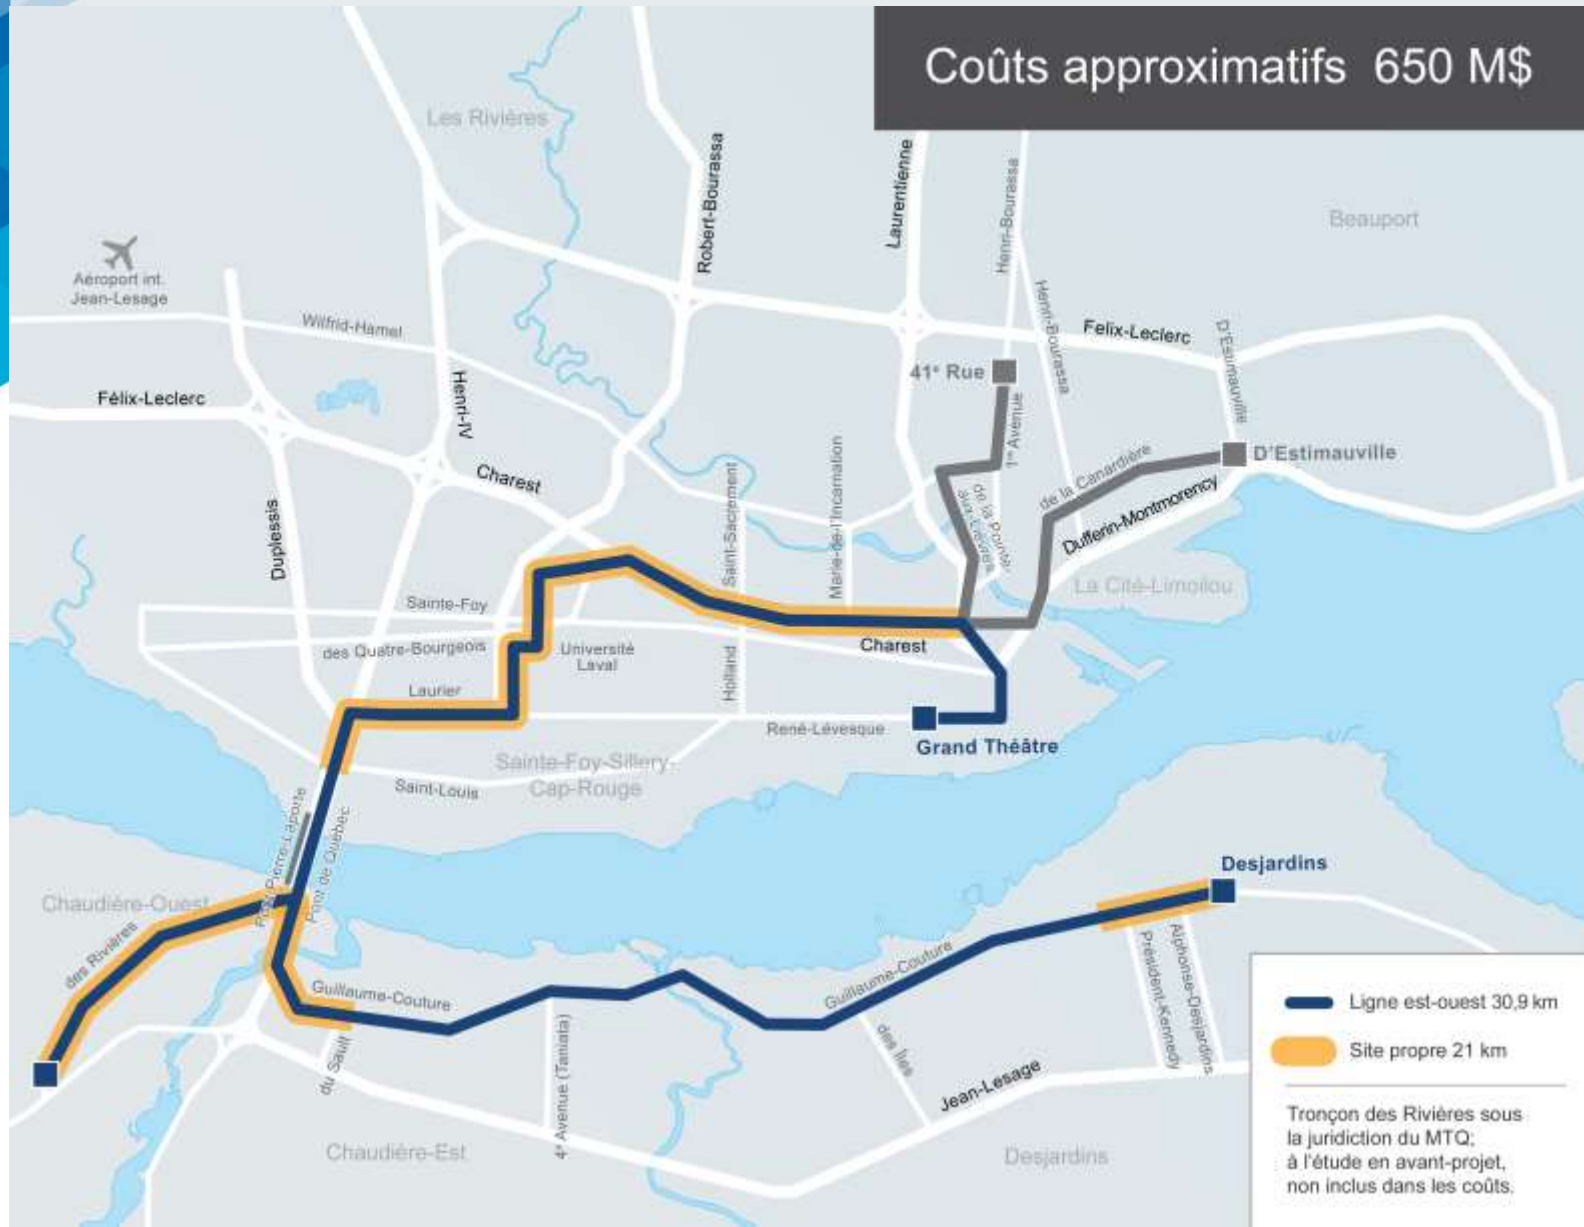 Coûts approximatifs 650 M$
Les Rivières
Robert-Bourassa
Laurentienne
Henri-Bourassa
Beauport
Aéroport int.
Jean-Lesage
Wilfrid-Hamel
Henri-Bourassa
Felix-Leclerc
D'Estimauville
41e Rue
Félix-Leclerc
Henri-IV
1re Avenue
Charest
Saint-Sacrement
Marie-de-l'Incarnation
de la Canardière
D'Estimauville
de la Pointe-
aux-Lièvres
Dufferin-Montmorency
Duplessis
La Cité-Limoilou
Sainte-Foy
des Quatre-Bourgeois
Université
Laval
Charest
Holland
Laurier
René-Lévesque
Grand Théâtre
Sainte-Foy-Sillery-
Cap-Rouge
Saint-Louis
Pont Pierre-Laporte
Pont de Québec
Desjardins
Chaudière-Ouest
des Rivières
Guillaume-Couture
Guillaume-Couture
Président-Kennedy
Alphonse-Desjardins
du Sault
4e Avenue (Taniata)
des Îles
Jean-Lesage
Chaudière-Est
Desjardins
Ligne est-ouest 30,9 km
Site propre 21 km
Tronçon des Rivières sous
la juridiction du MTQ;
à l'étude en avant-projet,
non inclus dans les coûts.